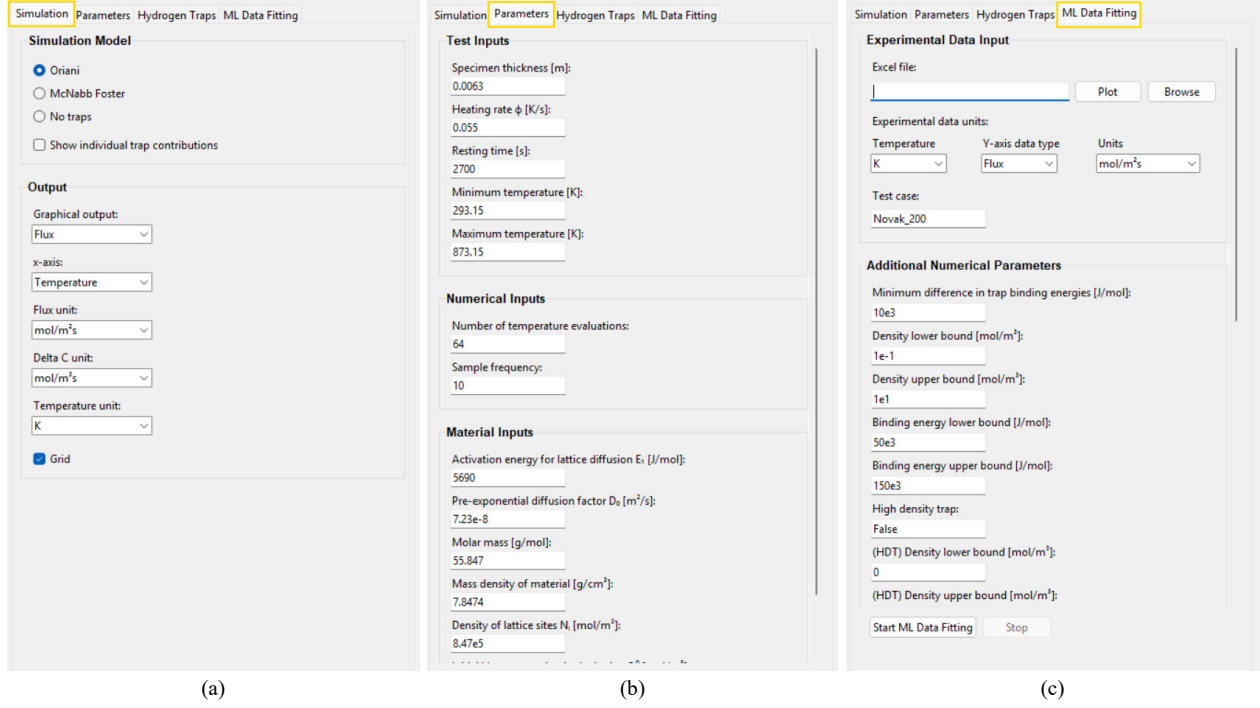 Simulation Parameters Hydrogen Traps ML Data Fitting
Simulation Model
Oriani
McNabb Foster
No traps
Show individual trap contributions
Output
Graphical output:
Flux
x-axis:
Temperature
Flux unit:
mol/m²s
Delta C unit:
mol/m³s
Temperature unit:
K
Grid
(a)
Simulation Parameters Hydrogen Traps ML Data Fitting
Test Inputs
Specimen thickness [m]:
0.0063
Heating rate ϕ [K/s]:
0.055
Resting time [s]:
2700
Minimum temperature [K]:
293.15
Maximum temperature [K]:
873.15
Numerical Inputs
Number of temperature evaluations:
64
Sample frequency:
10
Material Inputs
Activation energy for lattice diffusion Eₗ [J/mol]:
5690
Pre-exponential diffusion factor D₀ [m²/s]:
7.23e-8
Molar mass [g/mol]:
55.847
Mass density of material [g/cm³]:
7.8474
Density of lattice sites Nₗ [mol/m³]:
8.47e5
(b)
Simulation Parameters Hydrogen Traps ML Data Fitting
Experimental Data Input
Excel file:
Plot Browse
Experimental data units:
Temperature Y-axis data type Units
K Flux mol/m²s
Test case:
Novak_200
Additional Numerical Parameters
Minimum difference in trap binding energies [J/mol]:
10e3
Density lower bound [mol/m³]:
1e-1
Density upper bound [mol/m³]:
1e1
Binding energy lower bound [J/mol]:
50e3
Binding energy upper bound [J/mol]:
150e3
High density trap:
False
(HDT) Density lower bound [mol/m³]:
0
(HDT) Density upper bound [mol/m³]:
Start ML Data Fitting Stop
(c)